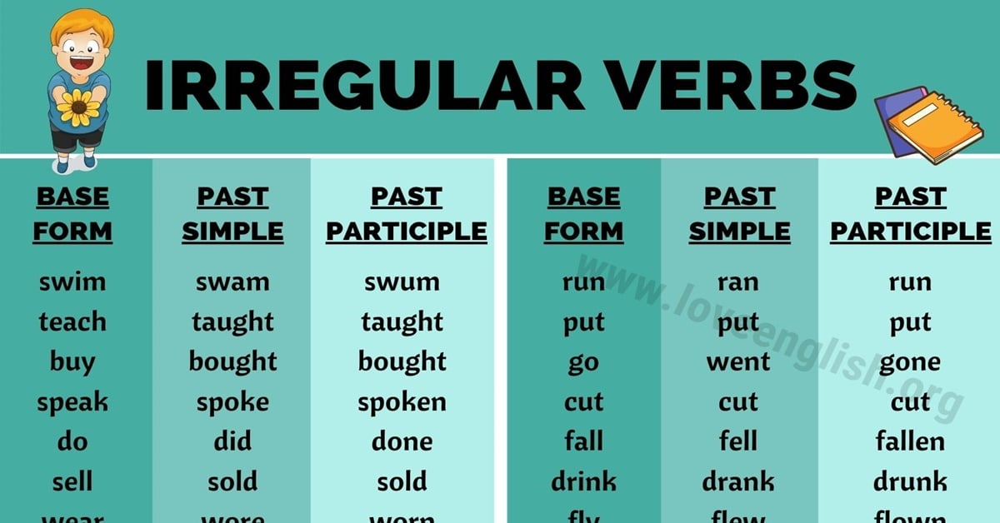 IRREGULAR VERBS
BASE FORM PAST SIMPLE PAST PARTICIPLE
swim swam swum
teach taught taught
buy bought bought
speak spoke spoken
do did done
sell sold sold
wear wore worn
BASE FORM PAST SIMPLE PAST PARTICIPLE
run ran run
put put put
go went gone
cut cut cut
fall fell fallen
drink drank drunk
fly flew flown
www.loveenglish.org